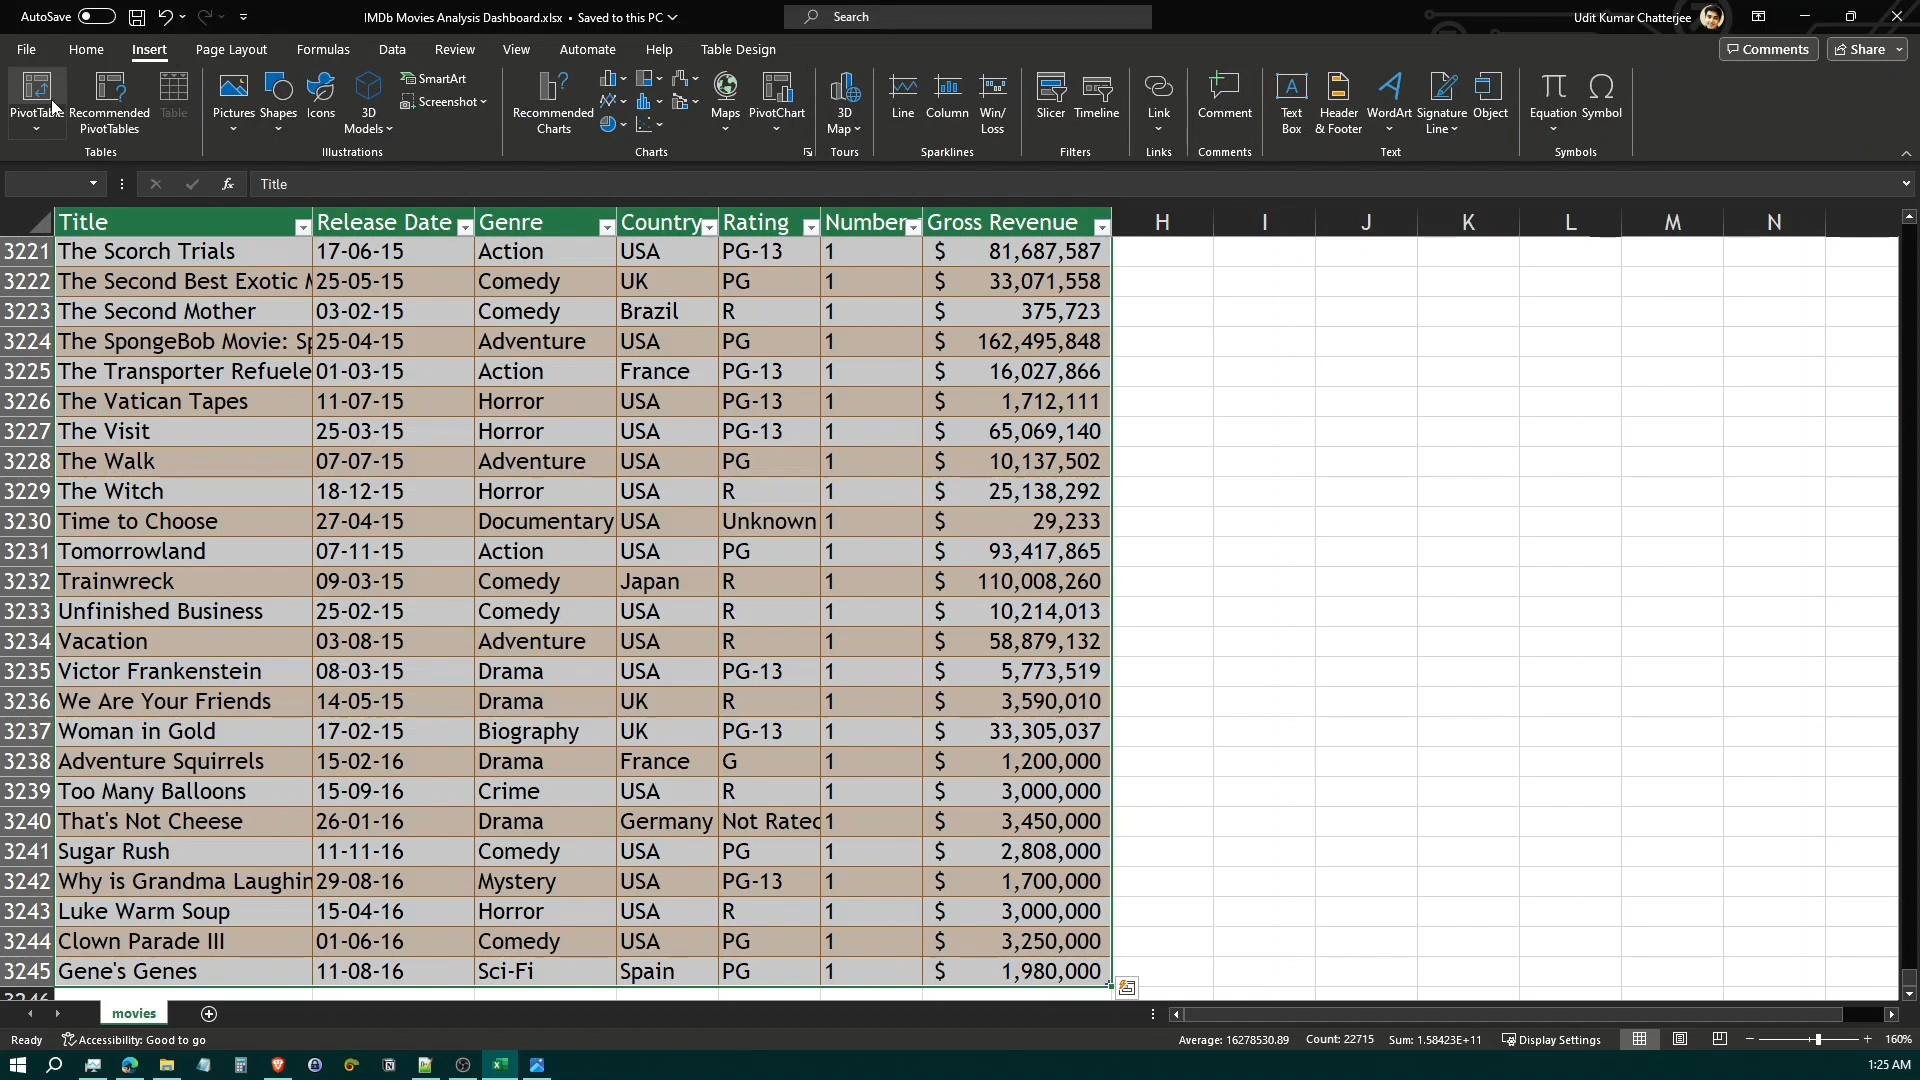 AutoSave Off IMDb Movies Analysis Dashboard.xlsx • Saved to this PC Search Udit Kumar Chatterjee
File Home Insert Page Layout Formulas Data Review View Automate Help Table Design Comments Share
PivotTable Recommended PivotTables Table Pictures Shapes Icons 3D Models SmartArt Screenshot Recommended Charts Maps PivotChart 3D Map Line Column Win/Loss Slicer Timeline Link Comment Text Box Header & Footer WordArt Signature Line Object Equation Symbol
Tables Illustrations Charts Tours Sparklines Filters Links Comments Text Symbols
fx Title
Title Release Date Genre Country Rating Number Gross Revenue H I J K L M N
3221 The Scorch Trials 17-06-15 Action USA PG-13 1 $ 81,687,587
3222 The Second Best Exotic 25-05-15 Comedy UK PG 1 $ 33,071,558
3223 The Second Mother 03-02-15 Comedy Brazil R 1 $ 375,723
3224 The SpongeBob Movie: Sp 25-04-15 Adventure USA PG 1 $ 162,495,848
3225 The Transporter Refuele 01-03-15 Action France PG-13 1 $ 16,027,866
3226 The Vatican Tapes 11-07-15 Horror USA PG-13 1 $ 1,712,111
3227 The Visit 25-03-15 Horror USA PG-13 1 $ 65,069,140
3228 The Walk 07-07-15 Adventure USA PG 1 $ 10,137,502
3229 The Witch 18-12-15 Horror USA R 1 $ 25,138,292
3230 Time to Choose 27-04-15 Documentary USA Unknown 1 $ 29,233
3231 Tomorrowland 07-11-15 Action USA PG 1 $ 93,417,865
3232 Trainwreck 09-03-15 Comedy Japan R 1 $ 110,008,260
3233 Unfinished Business 25-02-15 Comedy USA R 1 $ 10,214,013
3234 Vacation 03-08-15 Adventure USA R 1 $ 58,879,132
3235 Victor Frankenstein 08-03-15 Drama USA PG-13 1 $ 5,773,519
3236 We Are Your Friends 14-05-15 Drama UK R 1 $ 3,590,010
3237 Woman in Gold 17-02-15 Biography UK PG-13 1 $ 33,305,037
3238 Adventure Squirrels 15-02-16 Drama France G 1 $ 1,200,000
3239 Too Many Balloons 15-09-16 Crime USA R 1 $ 3,000,000
3240 That's Not Cheese 26-01-16 Drama Germany Not Rated 1 $ 3,450,000
3241 Sugar Rush 11-11-16 Comedy USA PG 1 $ 2,808,000
3242 Why is Grandma Laughin 29-08-16 Mystery USA PG-13 1 $ 1,700,000
3243 Luke Warm Soup 15-04-16 Horror USA R 1 $ 3,000,000
3244 Clown Parade III 01-06-16 Comedy USA PG 1 $ 3,250,000
3245 Gene's Genes 11-08-16 Sci-Fi Spain PG 1 $ 1,980,000
3246
movies
Ready Accessibility: Good to go Average: 16278530.89 Count: 22715 Sum: 1.58423E+11 Display Settings 160%
1:25 AM